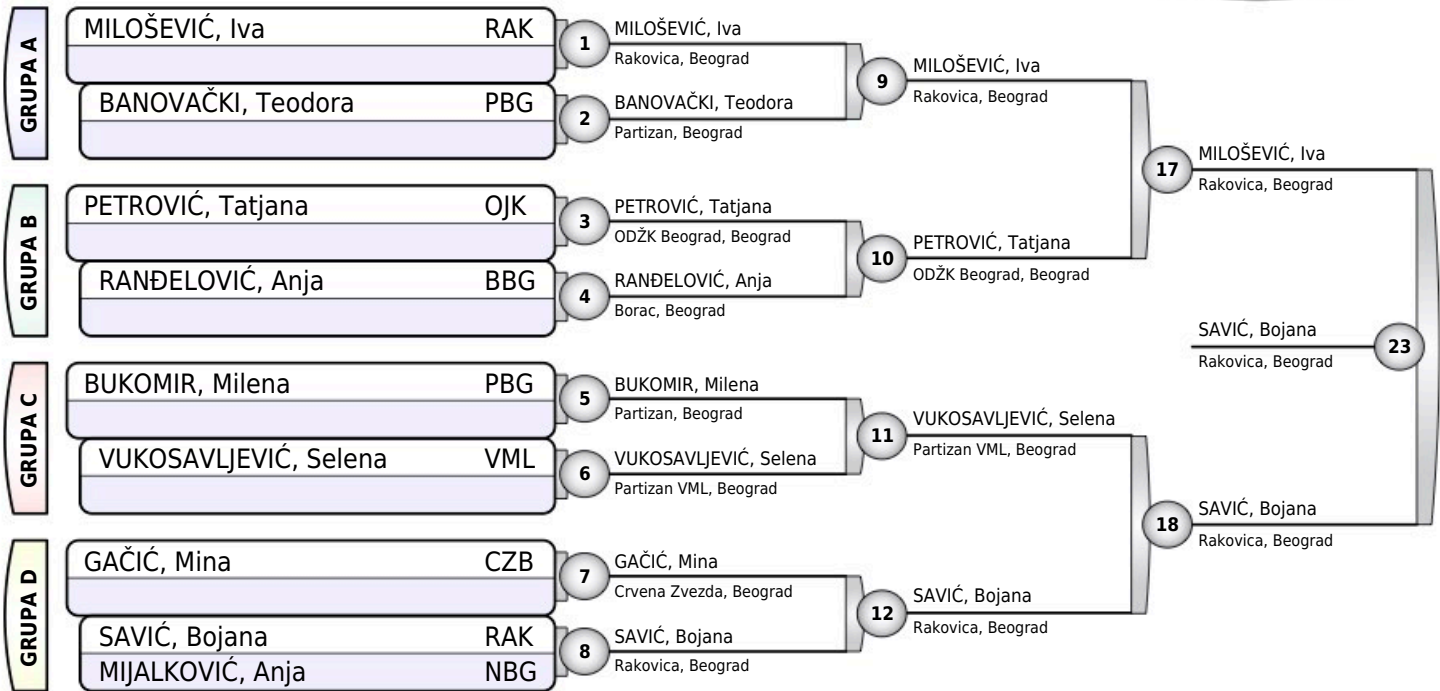 GRUPA A
MILOŠEVIĆ, Iva RAK
BANOVAČKI, Teodora PBG
GRUPA B
PETROVIĆ, Tatjana OJK
RANĐELOVIĆ, Anja BBG
GRUPA C
BUKOMIR, Milena PBG
VUKOSAVLJEVIĆ, Selena VML
GRUPA D
GAČIĆ, Mina CZB
SAVIĆ, Bojana RAK
MIJALKOVIĆ, Anja NBG
1
MILOŠEVIĆ, Iva
Rakovica, Beograd
2
BANOVAČKI, Teodora
Partizan, Beograd
3
PETROVIĆ, Tatjana
ODŽK Beograd, Beograd
4
RANĐELOVIĆ, Anja
Borac, Beograd
5
BUKOMIR, Milena
Partizan, Beograd
6
VUKOSAVLJEVIĆ, Selena
Partizan VML, Beograd
7
GAČIĆ, Mina
Crvena Zvezda, Beograd
8
SAVIĆ, Bojana
Rakovica, Beograd
9
MILOŠEVIĆ, Iva
Rakovica, Beograd
10
PETROVIĆ, Tatjana
ODŽK Beograd, Beograd
11
VUKOSAVLJEVIĆ, Selena
Partizan VML, Beograd
12
SAVIĆ, Bojana
Rakovica, Beograd
17
MILOŠEVIĆ, Iva
Rakovica, Beograd
18
SAVIĆ, Bojana
Rakovica, Beograd
SAVIĆ, Bojana
Rakovica, Beograd
23